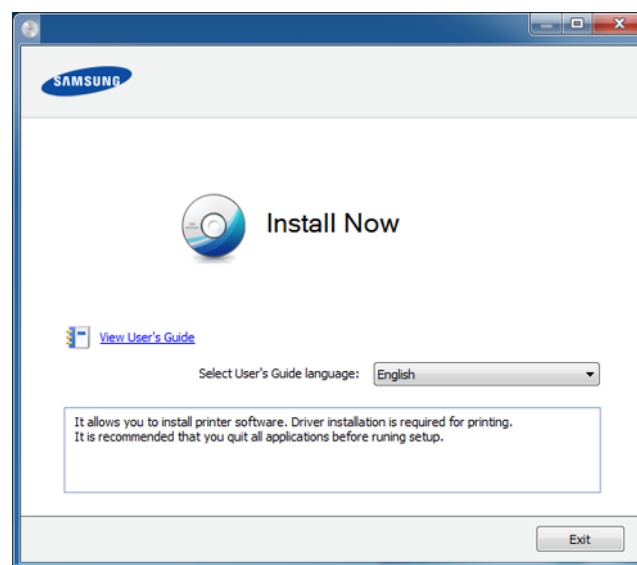 SAMSUNG
Install Now
View User's Guide
Select User's Guide language: English
It allows you to install printer software. Driver installation is required for printing.
It is recommended that you quit all applications before runing setup.
Exit